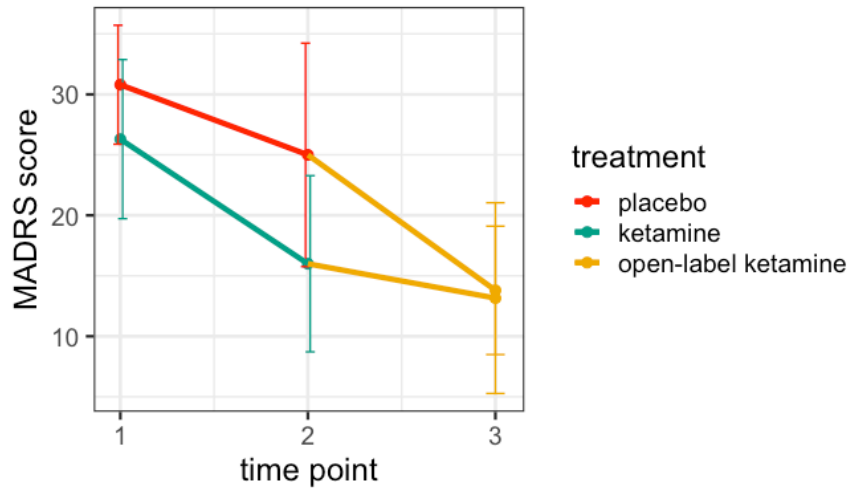 MADRS score
30
20
10
1 2 3
time point
treatment
placebo
ketamine
open-label ketamine